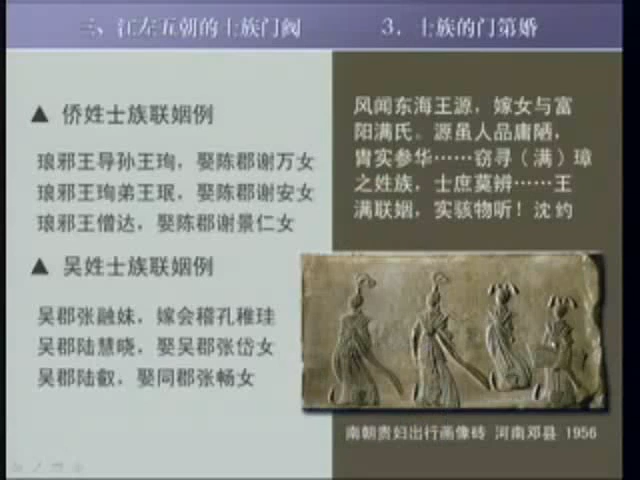 三、江左五朝的士族门阀
3．士族的门第婚
▲ 侨姓士族联姻例
琅邪王导孙王珣，娶陈郡谢万女
琅邪王珣弟王珉，娶陈郡谢安女
琅邪王僧达，娶陈郡谢景仁女
▲ 吴姓士族联姻例
吴郡张融妹，嫁会稽孔稚珪
吴郡陆慧晓，娶吴郡张岱女
吴郡陆叡，娶同郡张畅女
风闻东海王源，嫁女与富
阳满氏。源虽人品庸陋，
胄实参华……窃寻（满）璋
之姓族，士庶莫辨……王
满联姻，实骇物听！沈约
南朝贵妇出行画像砖 河南邓县 1956